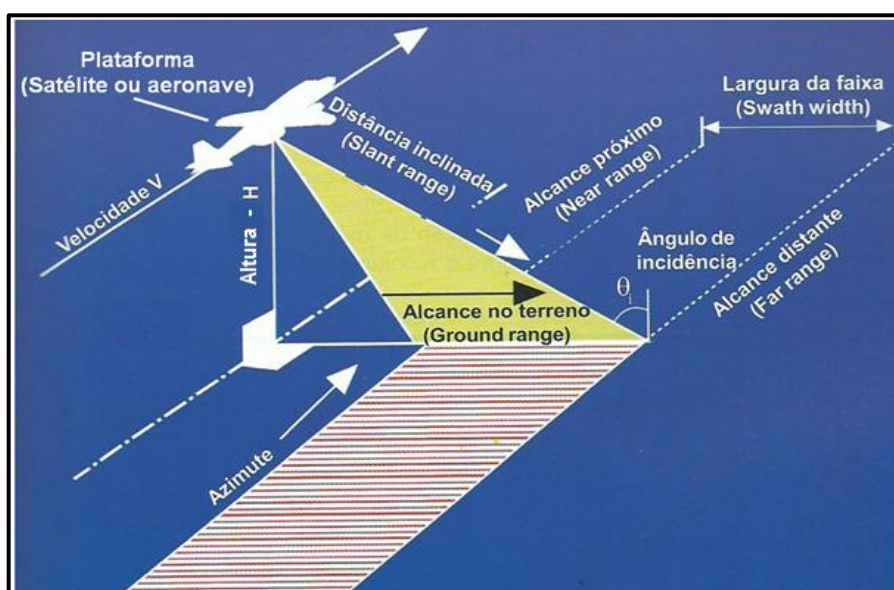 Plataforma
(Satélite ou aeronave)
Largura da faixa
(Swath width)
Distância inclinada
(Slant range)
Alcance próximo
(Near range)
Velocidade V
Altura - H
Ângulo de
incidência
θi
Alcance distante
(Far range)
Alcance no terreno
(Ground range)
Azimute